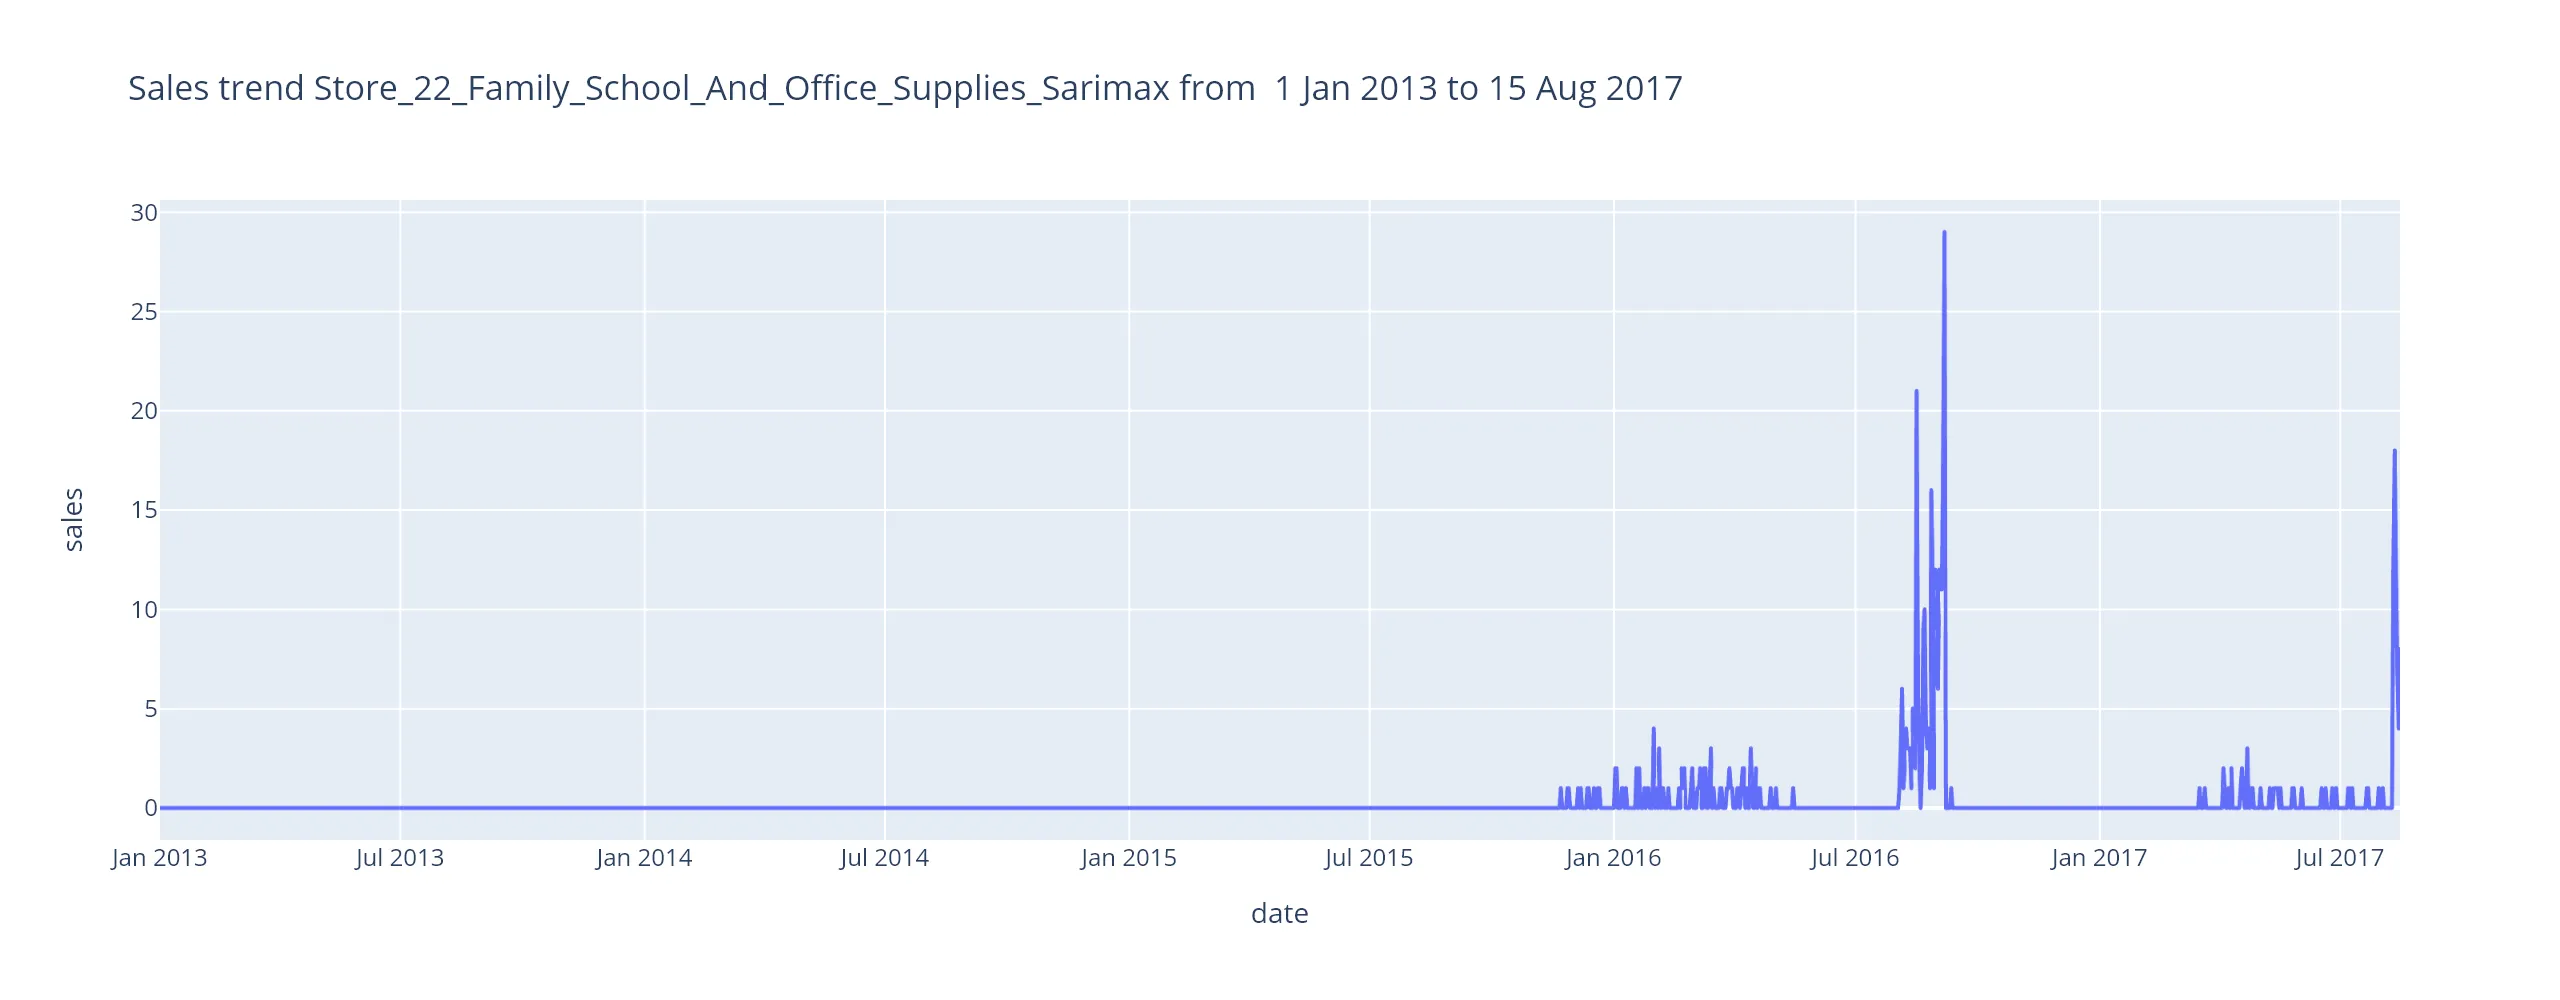 Sales trend Store_22_Family_School_And_Office_Supplies_Sarimax from  1 Jan 2013 to 15 Aug 2017
30
25
20
15
10
5
0
sales
Jan 2013 Jul 2013 Jan 2014 Jul 2014 Jan 2015 Jul 2015 Jan 2016 Jul 2016 Jan 2017 Jul 2017
date